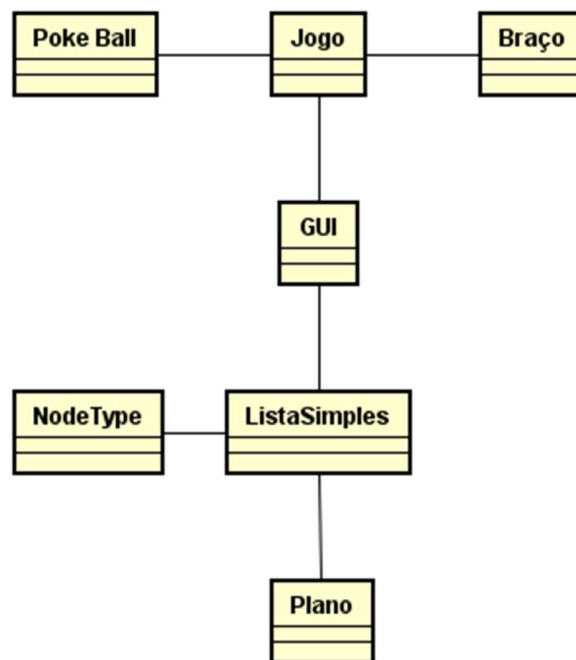 Poke Ball
Jogo
Braço
GUI
NodeType
ListaSimples
Plano